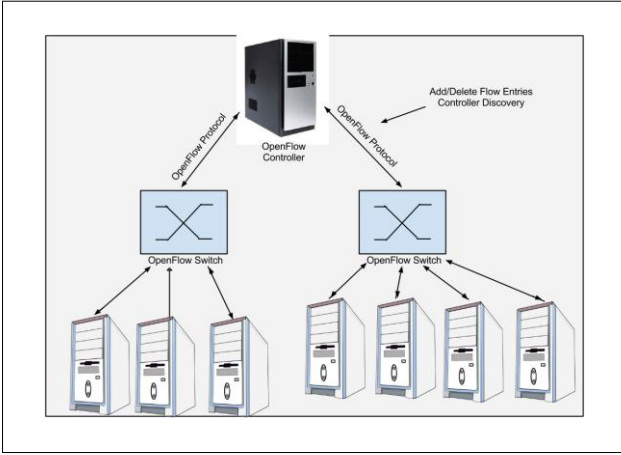 OpenFlow Protocol
OpenFlow
Controller
OpenFlow Protocol
Add/Delete Flow Entries
Controller Discovery
OpenFlow Switch
OpenFlow Switch